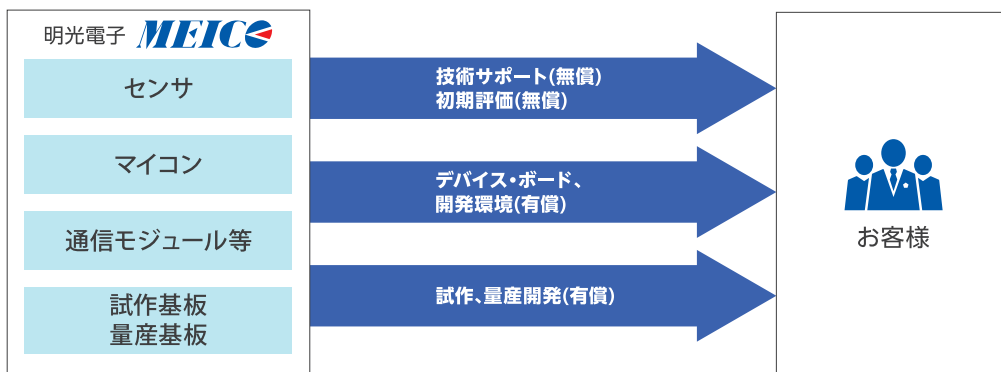 明光電子 MEICO
センサ
マイコン
通信モジュール等
試作基板
量産基板
技術サポート(無償)
初期評価(無償)
デバイス・ボード、
開発環境(有償)
試作、量産開発(有償)
お客様